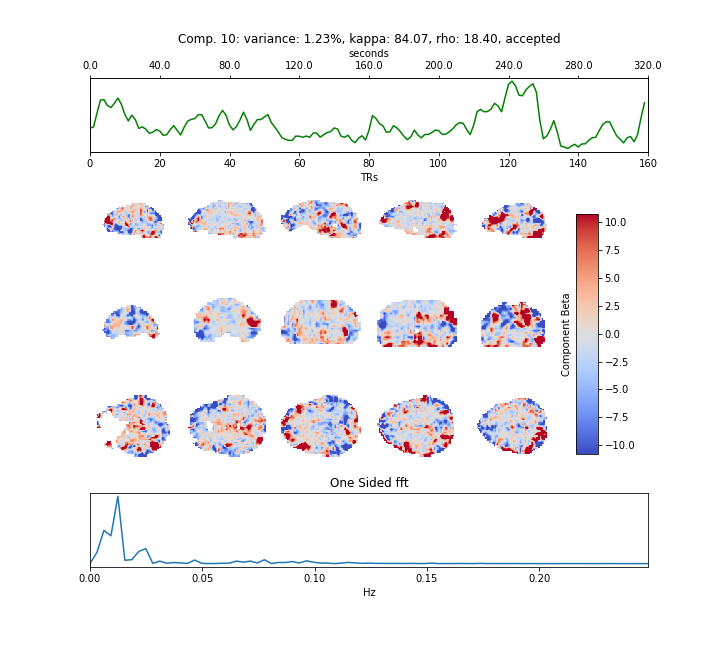 Comp. 10: variance: 1.23%, kappa: 84.07, rho: 18.40, accepted
seconds
0.0 40.0 80.0 120.0 160.0 200.0 240.0 280.0 320.0
0 20 40 60 80 100 120 140 160
TRs
10.0
7.5
5.0
2.5
0.0
−2.5
−5.0
−7.5
−10.0
Component Beta
One Sided fft
0.00 0.05 0.10 0.15 0.20
Hz